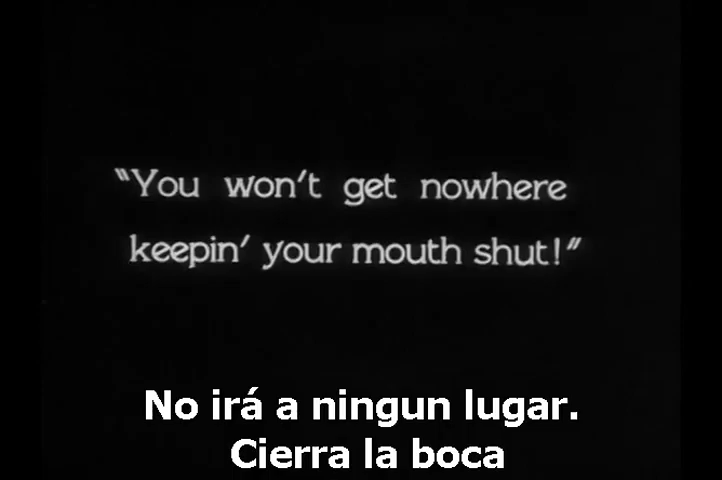 "You won't get nowhere
keepin' your mouth shut!"
No irá a ningun lugar.
Cierra la boca